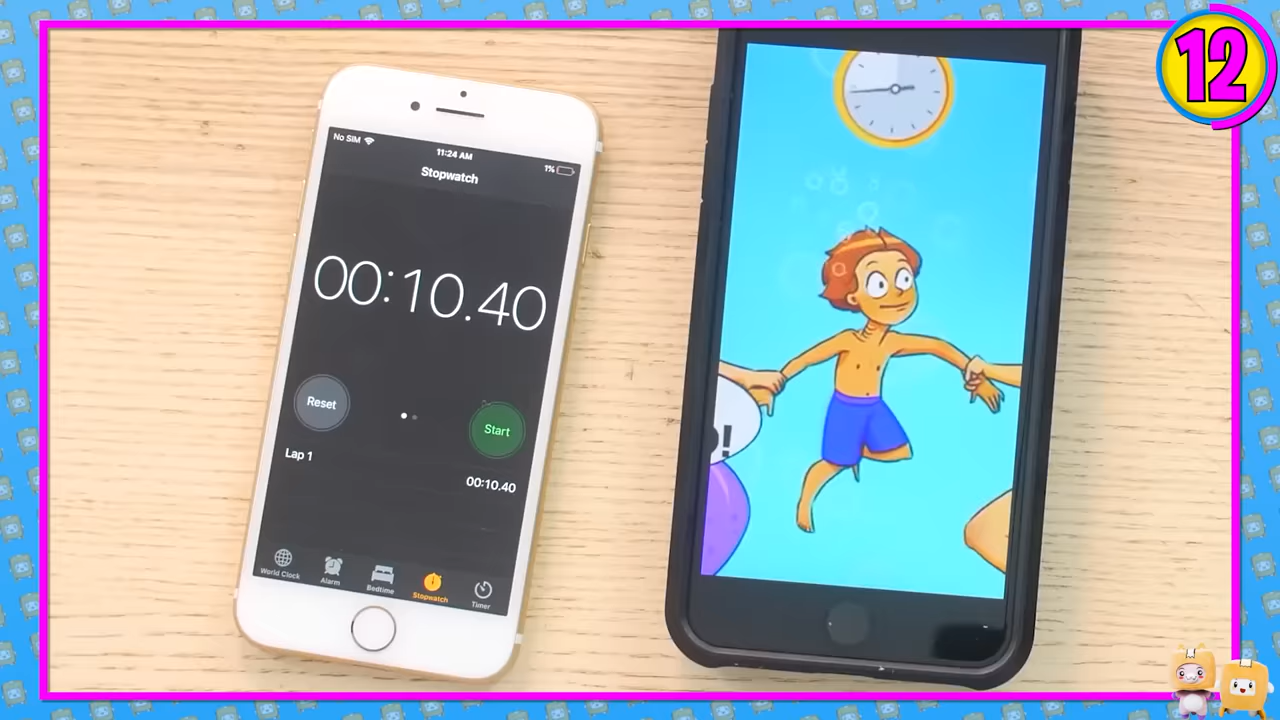 12
No SIM
11:24 AM
1%
Stopwatch
00:10.40
Reset
Start
Lap 1
00:10.40
World Clock
Alarm
Bedtime
Stopwatch
Timer
!